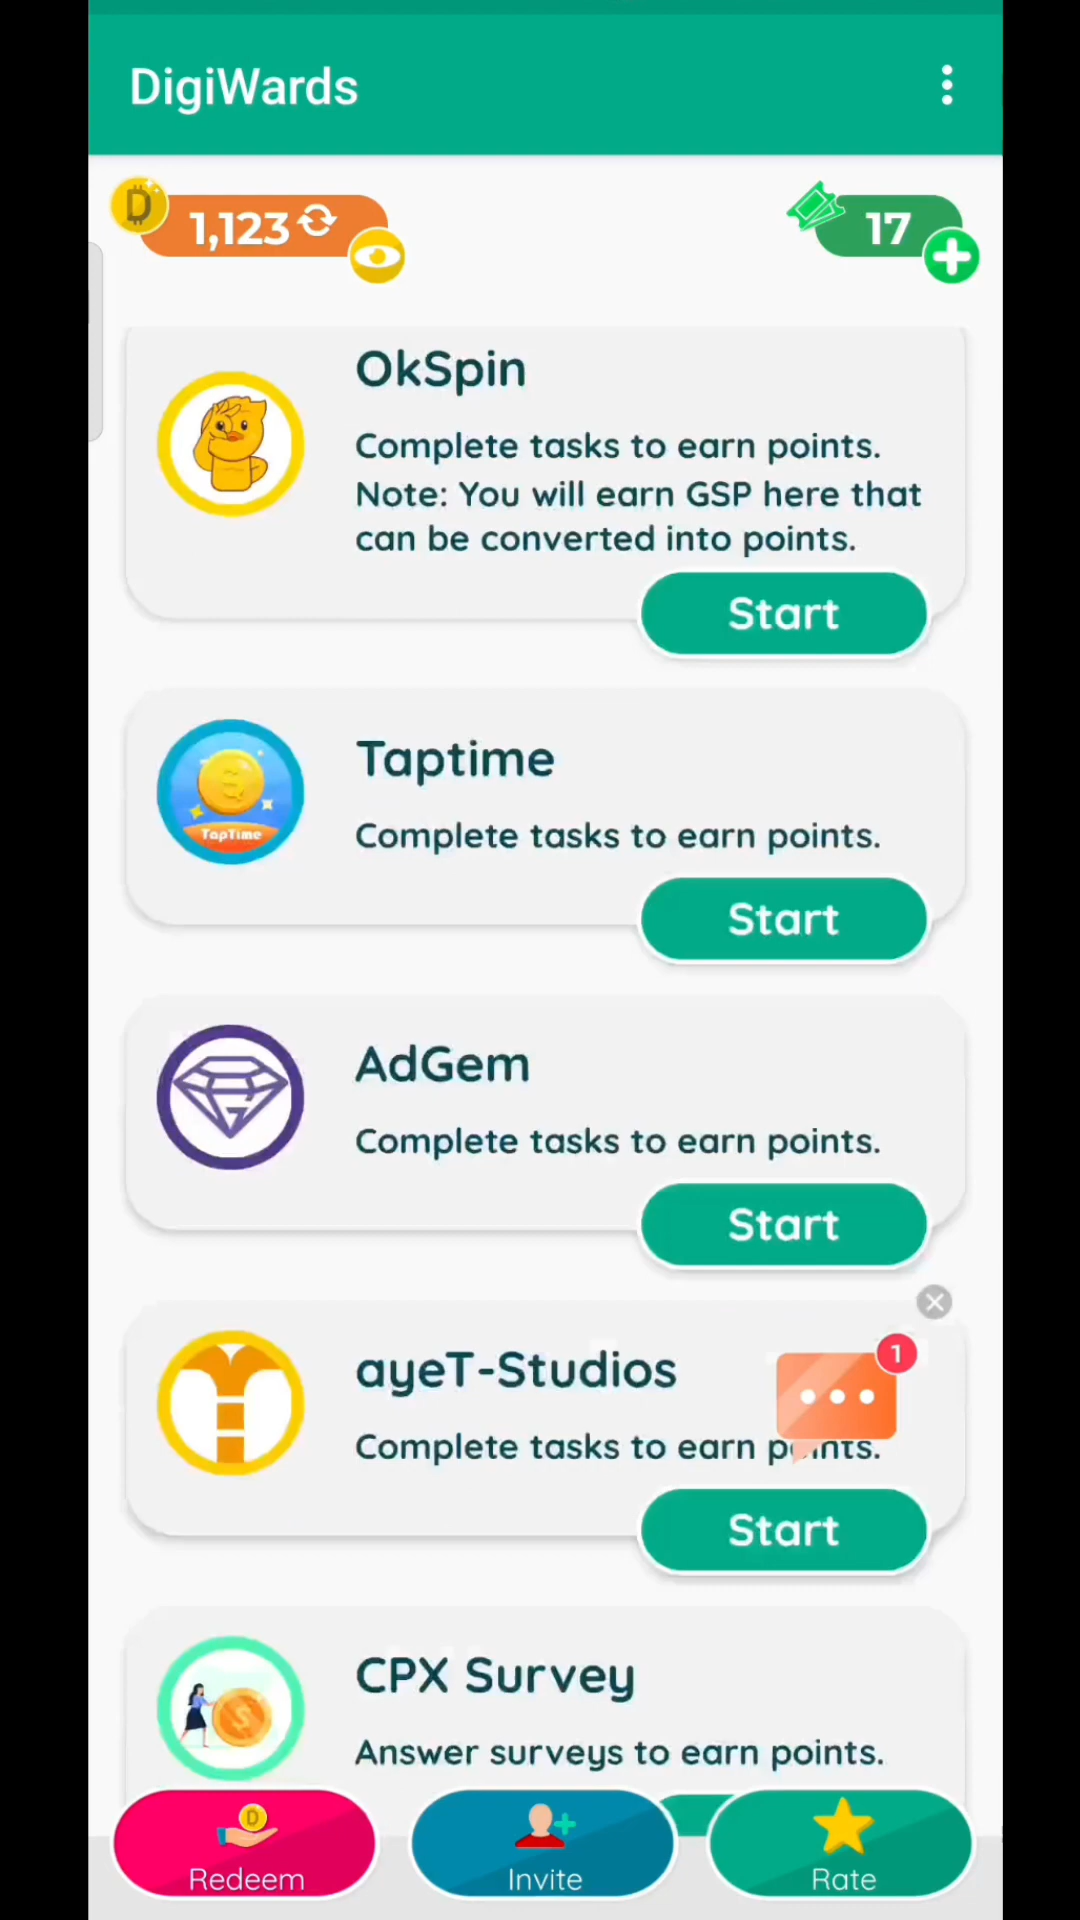 DigiWards
1,123
17
OkSpin
Complete tasks to earn points.
Note: You will earn GSP here that
can be converted into points.
Start
Taptime
TapTime
Complete tasks to earn points.
Start
AdGem
Complete tasks to earn points.
Start
ayeT-Studios
1
Complete tasks to earn points.
Start
CPX Survey
Answer surveys to earn points.
Redeem
Invite
Rate